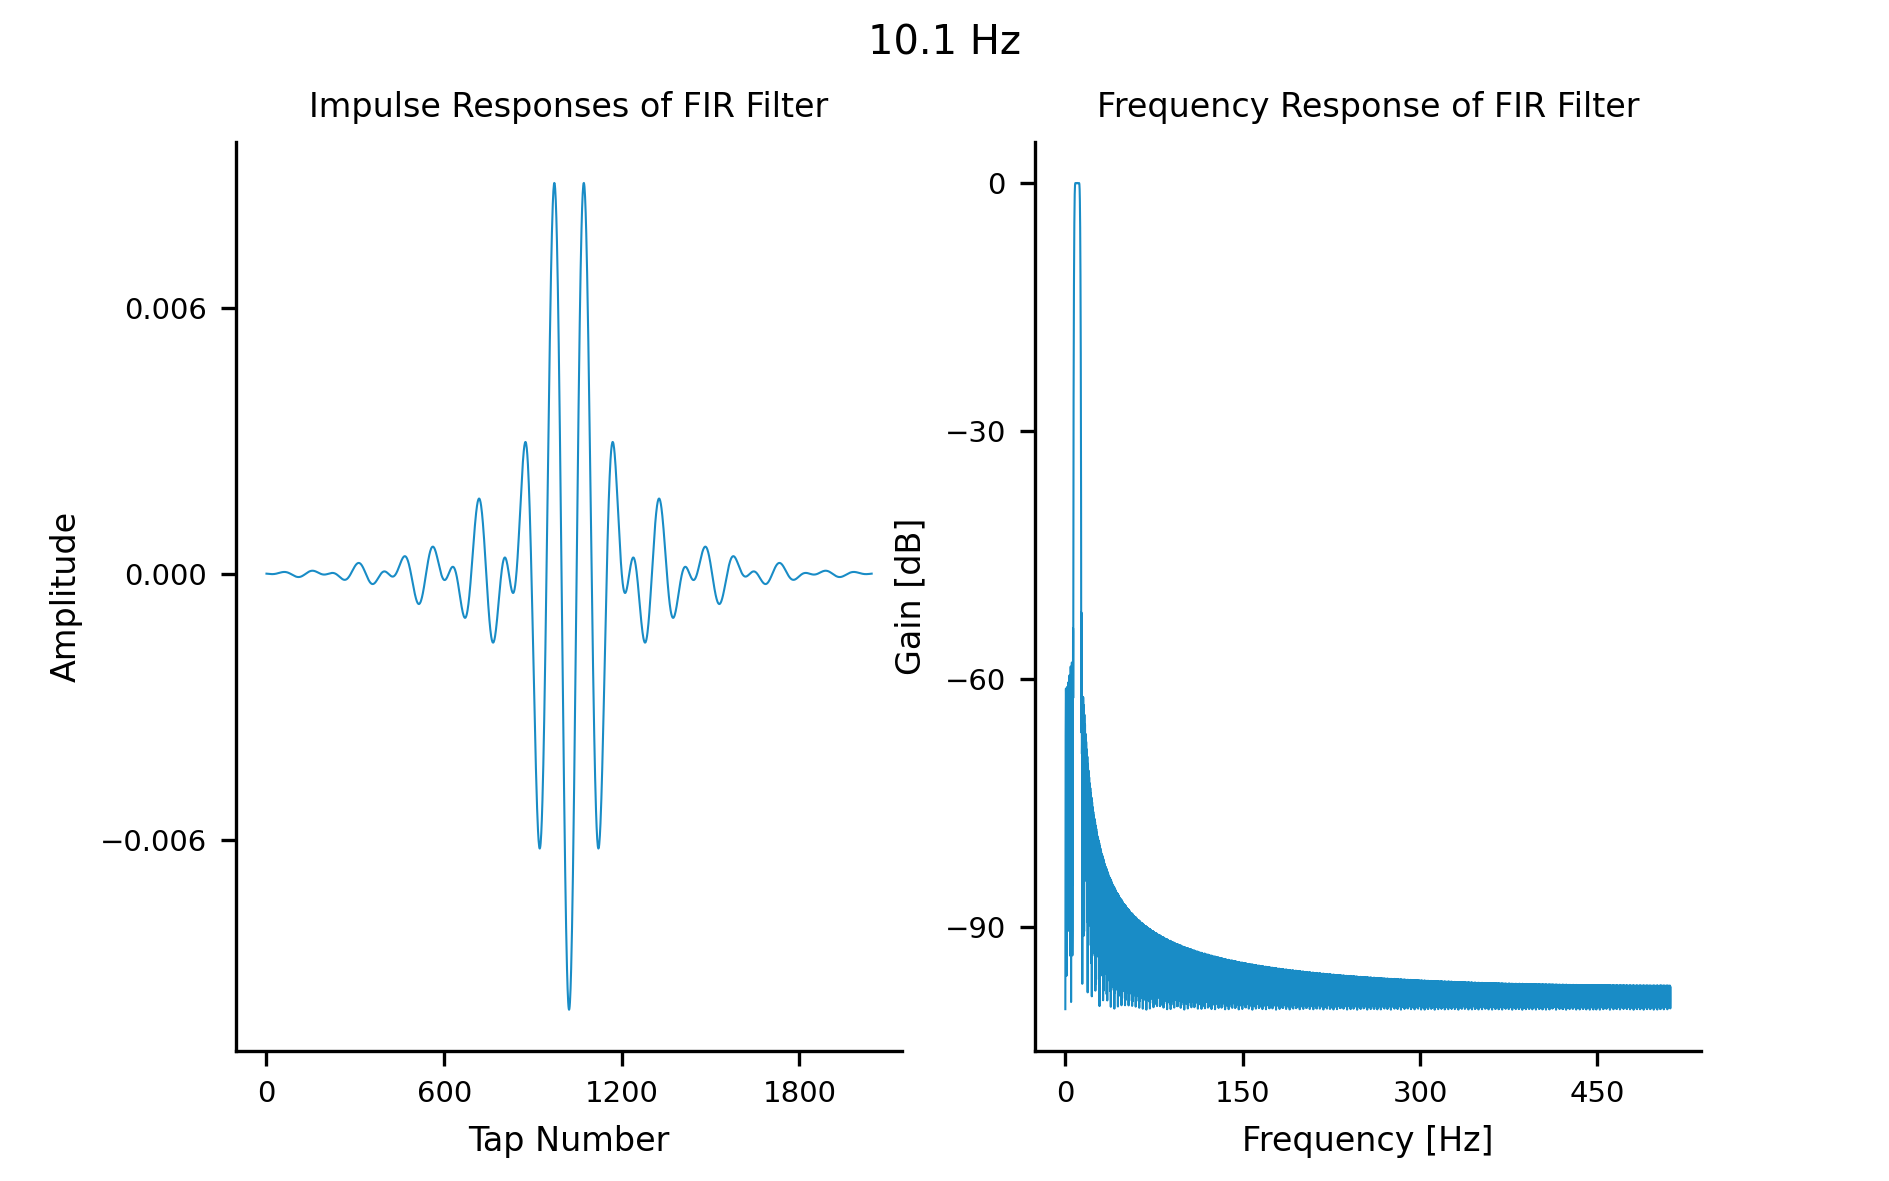 10.1 Hz
Impulse Responses of FIR Filter
Amplitude
0.006
0.000
−0.006
0 600 1200 1800
Tap Number
Frequency Response of FIR Filter
Gain [dB]
0
−30
−60
−90
0 150 300 450
Frequency [Hz]